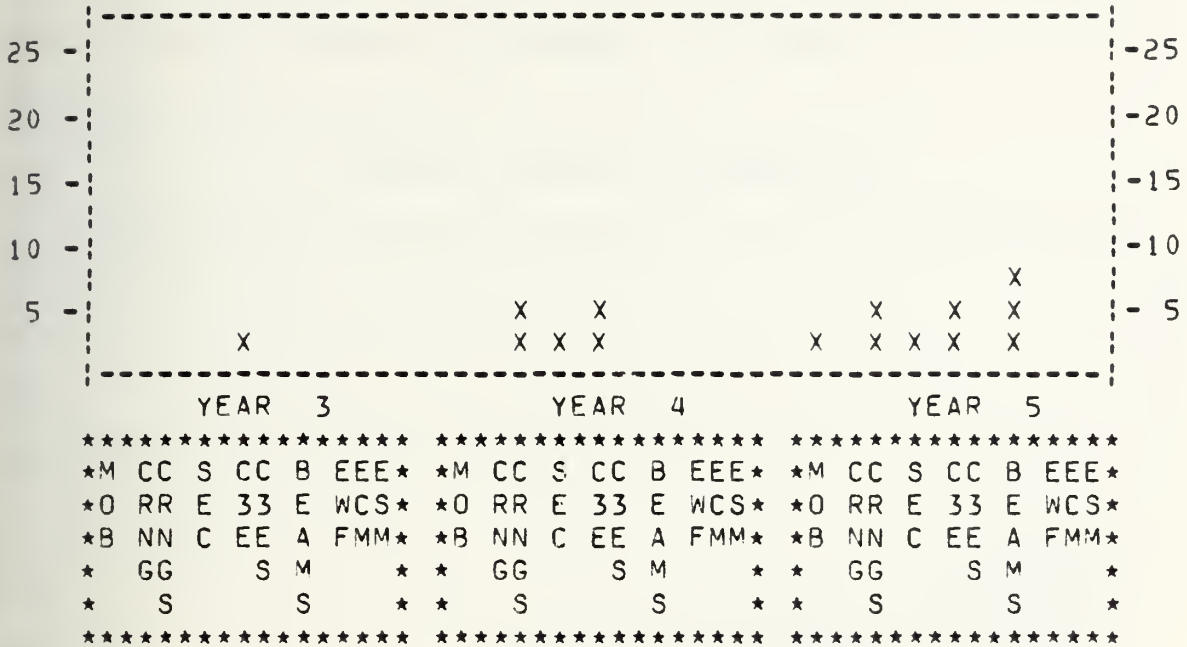 25 - -25
20 - -20
15 - -15
10 - -10
X
5 - X X X X X - 5
X X X X X X X X X
YEAR 3 YEAR 4 YEAR 5
***************** ***************** *****************
*M CC S CC B EEE* *M CC S CC B EEE* *M CC S CC B EEE*
*O RR E 33 E WCS* *O RR E 33 E WCS* *O RR E 33 E WCS*
*B NN C EE A FMM* *B NN C EE A FMM* *B NN C EE A FMM*
* GG S M * * GG S M * * GG S M *
* S S * * S S * * S S *
***************** ***************** *****************